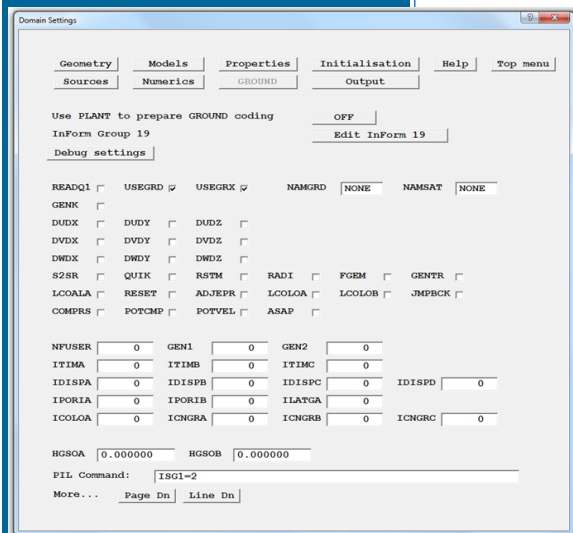 Domain Settings
Geometry Models Properties Initialisation Help Top menu
Sources Numerics GROUND Output
Use PLANT to prepare GROUND coding OFF
InForm Group 19 Edit InForm 19
Debug settings
READQ1 USEGRD USEGRX NAMGRD NONE NAMSAT NONE
GENK
DUDX DUDY DUDZ
DVDX DVDY DVDZ
DWDX DWDY DWDZ
S2SR QUIK RSTM RADI FGEM GENTR
LCOALA RESET ADJEPR LCOLOA LCOLOB JMPBCK
COMPRS POTCMP POTVEL ASAP
NFUSER 0 GEN1 0 GEN2 0
ITIMA 0 ITIMB 0 ITIMC 0
IDISPA 0 IDISPB 0 IDISPC 0 IDISPD 0
IPORIA 0 IPORIB 0 ILATGA 0
ICOLOA 0 ICNGRA 0 ICNGRB 0 ICNGRC 0
HGSOA 0.000000 HGSOB 0.000000
PIL Command: ISG1=2
More... Page Dn Line Dn